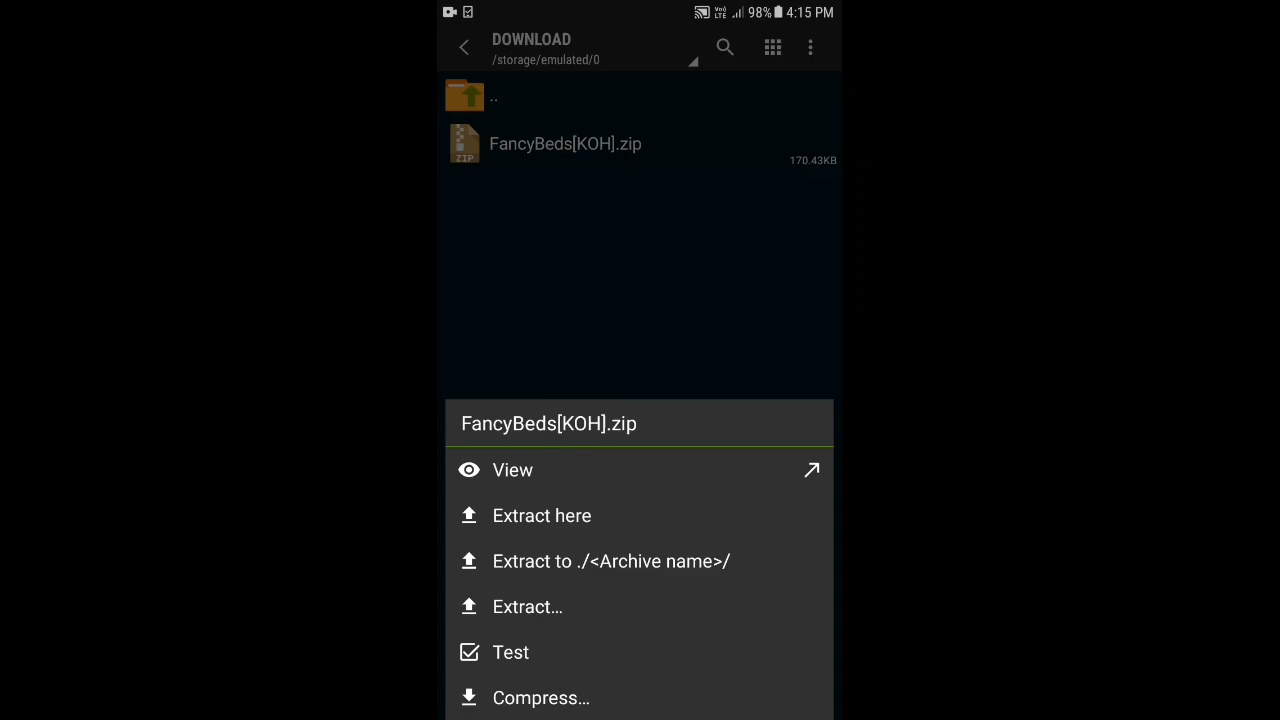 98% 4:15 PM
DOWNLOAD
/storage/emulated/0
..
FancyBeds[KOH].zip
ZIP
170.43KB
FancyBeds[KOH].zip
View
Extract here
Extract to ./<Archive name>/
Extract...
Test
Compress...